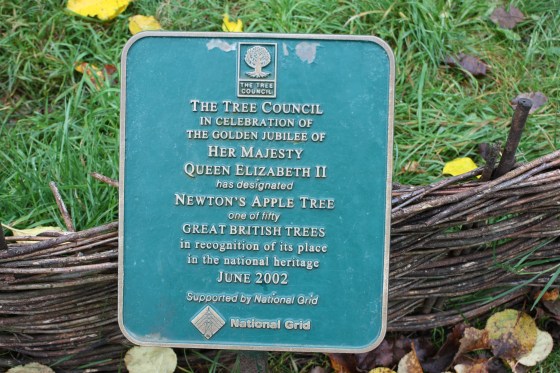 THE TREE
COUNCIL
THE TREE COUNCIL
IN CELEBRATION OF
THE GOLDEN JUBILEE OF
HER MAJESTY
QUEEN ELIZABETH II
has designated
NEWTON'S APPLE TREE
one of fifty
GREAT BRITISH TREES
in recognition of its place
in the national heritage
JUNE 2002
Supported by National Grid
National Grid